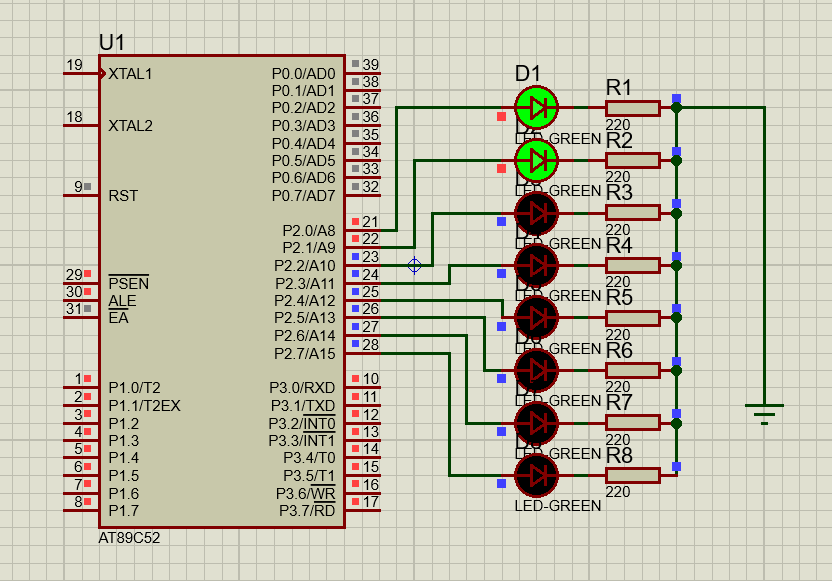 U1
19 XTAL1
18 XTAL2
9 RST
29 PSEN
30 ALE
31 EA
1 P1.0/T2
2 P1.1/T2EX
3 P1.2
4 P1.3
5 P1.4
6 P1.5
7 P1.6
8 P1.7
P0.0/AD0 39
P0.1/AD1 38
P0.2/AD2 37
P0.3/AD3 36
P0.4/AD4 35
P0.5/AD5 34
P0.6/AD6 33
P0.7/AD7 32
P2.0/A8 21
P2.1/A9 22
P2.2/A10 23
P2.3/A11 24
P2.4/A12 25
P2.5/A13 26
P2.6/A14 27
P2.7/A15 28
P3.0/RXD 10
P3.1/TXD 11
P3.2/INT0 12
P3.3/INT1 13
P3.4/T0 14
P3.5/T1 15
P3.6/WR 16
P3.7/RD 17
AT89C52
D1
LED-GREEN
LED-GREEN
LED-GREEN
LED-GREEN
LED-GREEN
LED-GREEN
LED-GREEN
LED-GREEN
R1
220
R2
220
R3
220
R4
220
R5
220
R6
220
R7
220
R8
220